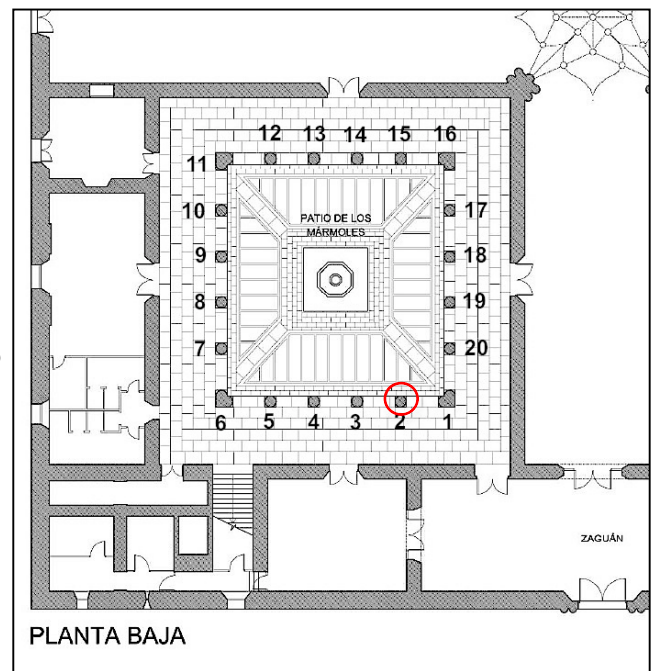 12 13 14 15 16
11
10 17
PATIO DE LOS
MÁRMOLES
9 18
8 19
7 20
6 5 4 3 2 1
ZAGUÁN
PLANTA BAJA